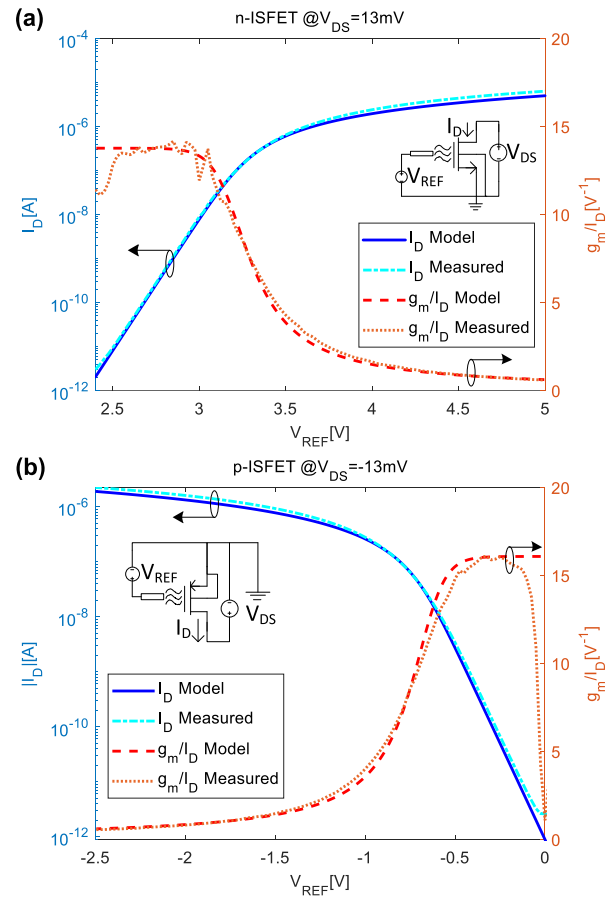 (a)
n-ISFET @V_DS=13mV
10^-4
10^-6
10^-8
10^-10
10^-12
I_D[A]
20
15
10
5
0
g_m/I_D[V^-1]
I_D
V_DS
V_REF
I_D Model
I_D Measured
g_m/I_D Model
g_m/I_D Measured
2.5 3 3.5 4 4.5 5
V_REF[V]
(b)
p-ISFET @V_DS=-13mV
10^-6
10^-8
10^-10
10^-12
|I_D|[A]
20
15
10
5
0
g_m/I_D[V^-1]
V_REF
I_D
V_DS
I_D Model
I_D Measured
g_m/I_D Model
g_m/I_D Measured
-2.5 -2 -1.5 -1 -0.5 0
V_REF[V]